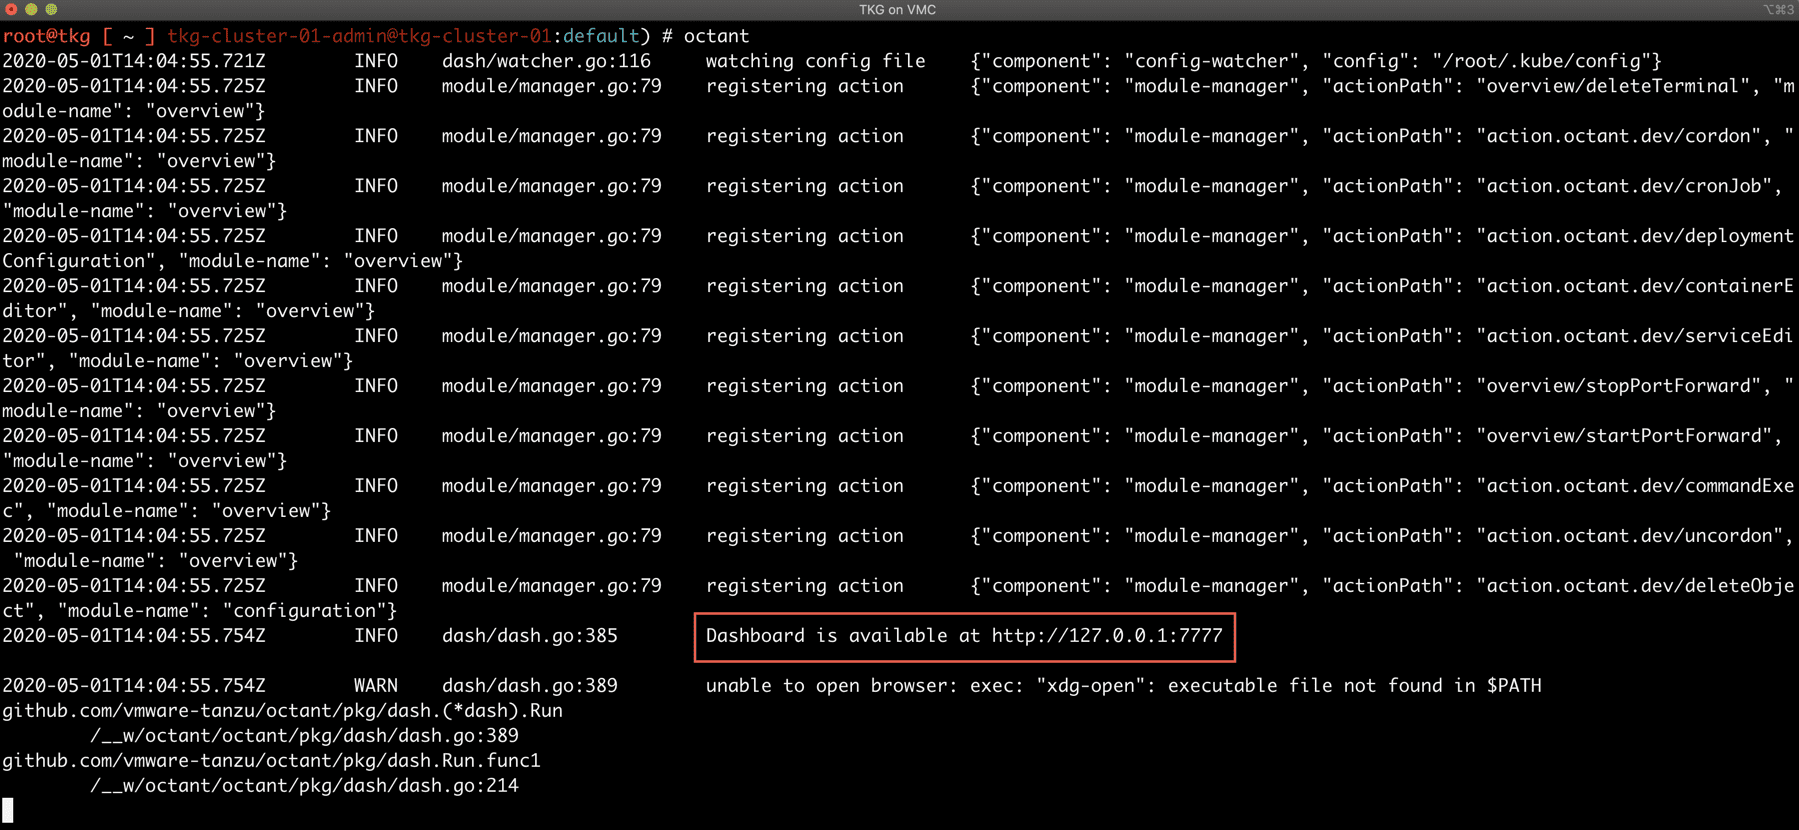 TKG on VMC
⌥⌘3
root@tkg [ ~ ] tkg-cluster-01-admin@tkg-cluster-01:default) # octant
2020-05-01T14:04:55.721Z        INFO    dash/watcher.go:116     watching config file    {"component": "config-watcher", "config": "/root/.kube/config"}
2020-05-01T14:04:55.725Z        INFO    module/manager.go:79    registering action      {"component": "module-manager", "actionPath": "overview/deleteTerminal", "m
odule-name": "overview"}
2020-05-01T14:04:55.725Z        INFO    module/manager.go:79    registering action      {"component": "module-manager", "actionPath": "action.octant.dev/cordon", "
module-name": "overview"}
2020-05-01T14:04:55.725Z        INFO    module/manager.go:79    registering action      {"component": "module-manager", "actionPath": "action.octant.dev/cronJob",
"module-name": "overview"}
2020-05-01T14:04:55.725Z        INFO    module/manager.go:79    registering action      {"component": "module-manager", "actionPath": "action.octant.dev/deployment
Configuration", "module-name": "overview"}
2020-05-01T14:04:55.725Z        INFO    module/manager.go:79    registering action      {"component": "module-manager", "actionPath": "action.octant.dev/containerE
ditor", "module-name": "overview"}
2020-05-01T14:04:55.725Z        INFO    module/manager.go:79    registering action      {"component": "module-manager", "actionPath": "action.octant.dev/serviceEdi
tor", "module-name": "overview"}
2020-05-01T14:04:55.725Z        INFO    module/manager.go:79    registering action      {"component": "module-manager", "actionPath": "overview/stopPortForward", "
module-name": "overview"}
2020-05-01T14:04:55.725Z        INFO    module/manager.go:79    registering action      {"component": "module-manager", "actionPath": "overview/startPortForward",
"module-name": "overview"}
2020-05-01T14:04:55.725Z        INFO    module/manager.go:79    registering action      {"component": "module-manager", "actionPath": "action.octant.dev/commandExe
c", "module-name": "overview"}
2020-05-01T14:04:55.725Z        INFO    module/manager.go:79    registering action      {"component": "module-manager", "actionPath": "action.octant.dev/uncordon",
 "module-name": "overview"}
2020-05-01T14:04:55.725Z        INFO    module/manager.go:79    registering action      {"component": "module-manager", "actionPath": "action.octant.dev/deleteObje
ct", "module-name": "configuration"}
2020-05-01T14:04:55.754Z        INFO    dash/dash.go:385        Dashboard is available at http://127.0.0.1:7777
2020-05-01T14:04:55.754Z        WARN    dash/dash.go:389        unable to open browser: exec: "xdg-open": executable file not found in $PATH
github.com/vmware-tanzu/octant/pkg/dash.(*dash).Run
        /__w/octant/octant/pkg/dash/dash.go:389
github.com/vmware-tanzu/octant/pkg/dash.Run.func1
        /__w/octant/octant/pkg/dash/dash.go:214